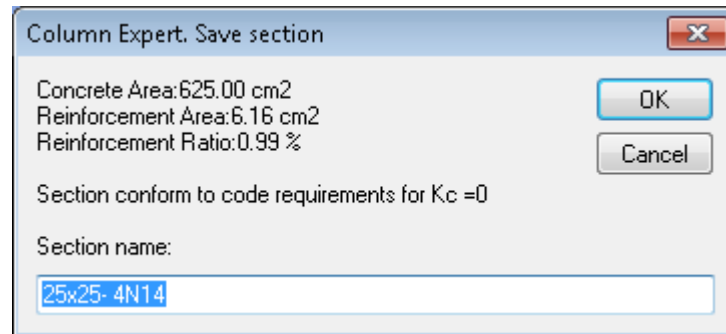 Column Expert. Save section
Concrete Area:625.00 cm2
Reinforcement Area:6.16 cm2
Reinforcement Ratio:0.99 %
OK
Cancel
Section conform to code requirements for Kc =0
Section name:
25x25- 4N14